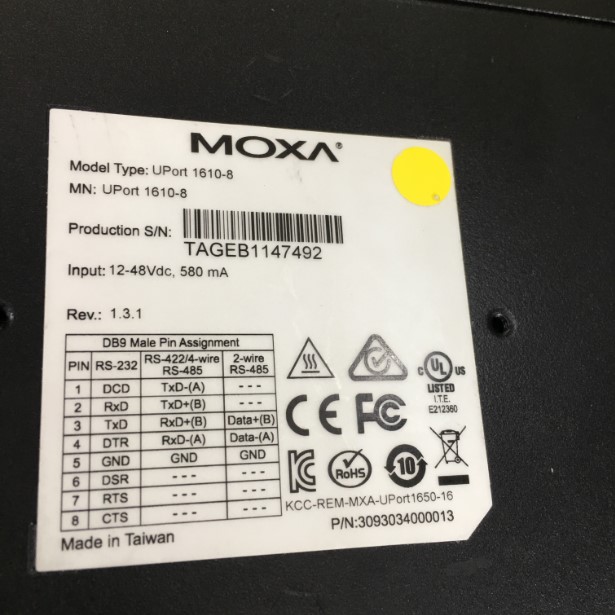 MOXA®
Model Type: UPort 1610-8
MN: UPort 1610-8
Production S/N:
TAGEB1147492
Input: 12-48Vdc, 580 mA
Rev.: 1.3.1
DB9 Male Pin Assignment
PIN RS-232 RS-422/4-wire RS-485 2-wire RS-485
1 DCD TxD-(A) - - -
2 RxD TxD+(B) - - -
3 TxD RxD+(B) Data+(B)
4 DTR RxD-(A) Data-(A)
5 GND GND GND
6 DSR - - - - - -
7 RTS - - - - - -
8 CTS - - - - - -
Made in Taiwan
C UL US
LISTED
I.T.E.
E212360
CE FC
KC RoHS 10
KCC-REM-MXA-UPort1650-16
P/N:3093034000013